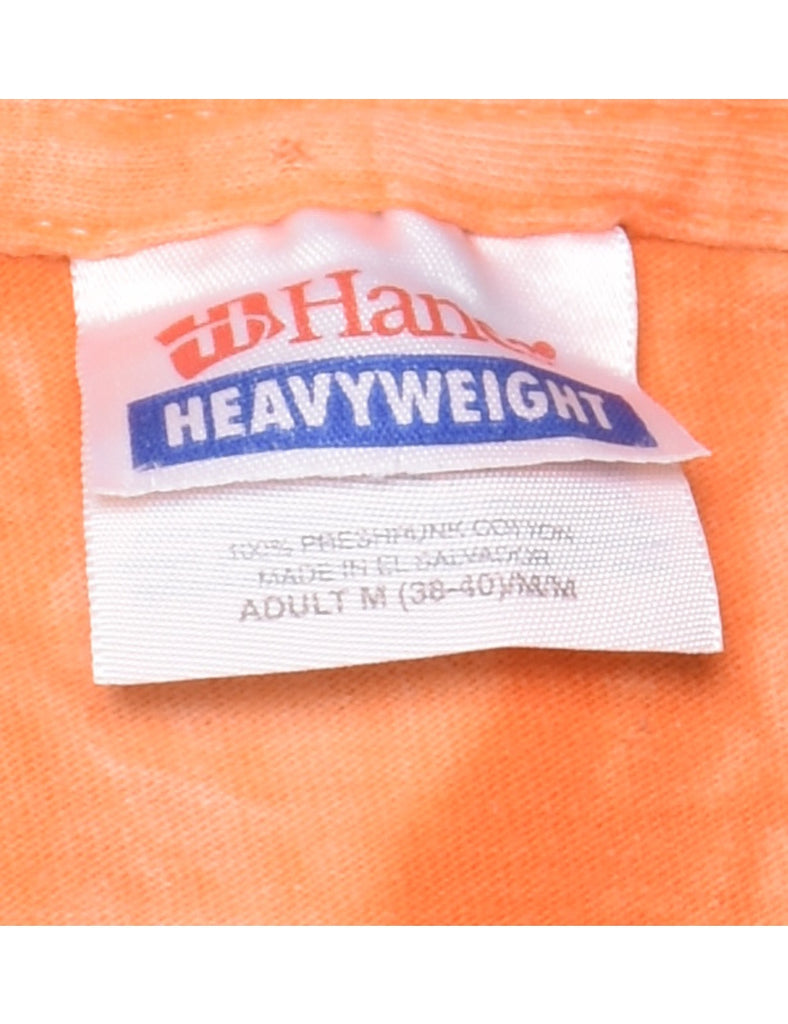 Hanes
HEAVYWEIGHT
100% PRESHRUNK COTTON
MADE IN EL SALVADOR
ADULT M (38-40)/M/M